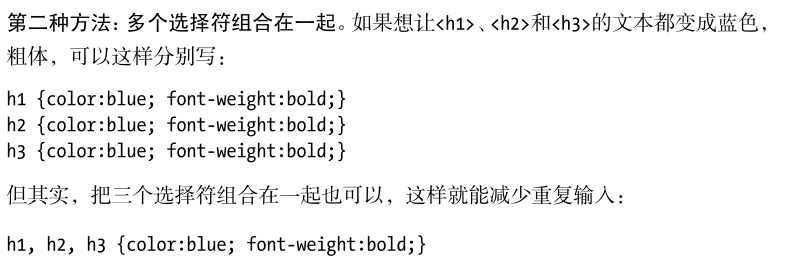 第二种方法：多个选择符组合在一起。如果想让<h1>、<h2>和<h3>的文本都变成蓝色，
粗体，可以这样分别写：
h1 {color:blue; font-weight:bold;}
h2 {color:blue; font-weight:bold;}
h3 {color:blue; font-weight:bold;}
但其实，把三个选择符组合在一起也可以，这样就能减少重复输入：
h1, h2, h3 {color:blue; font-weight:bold;}